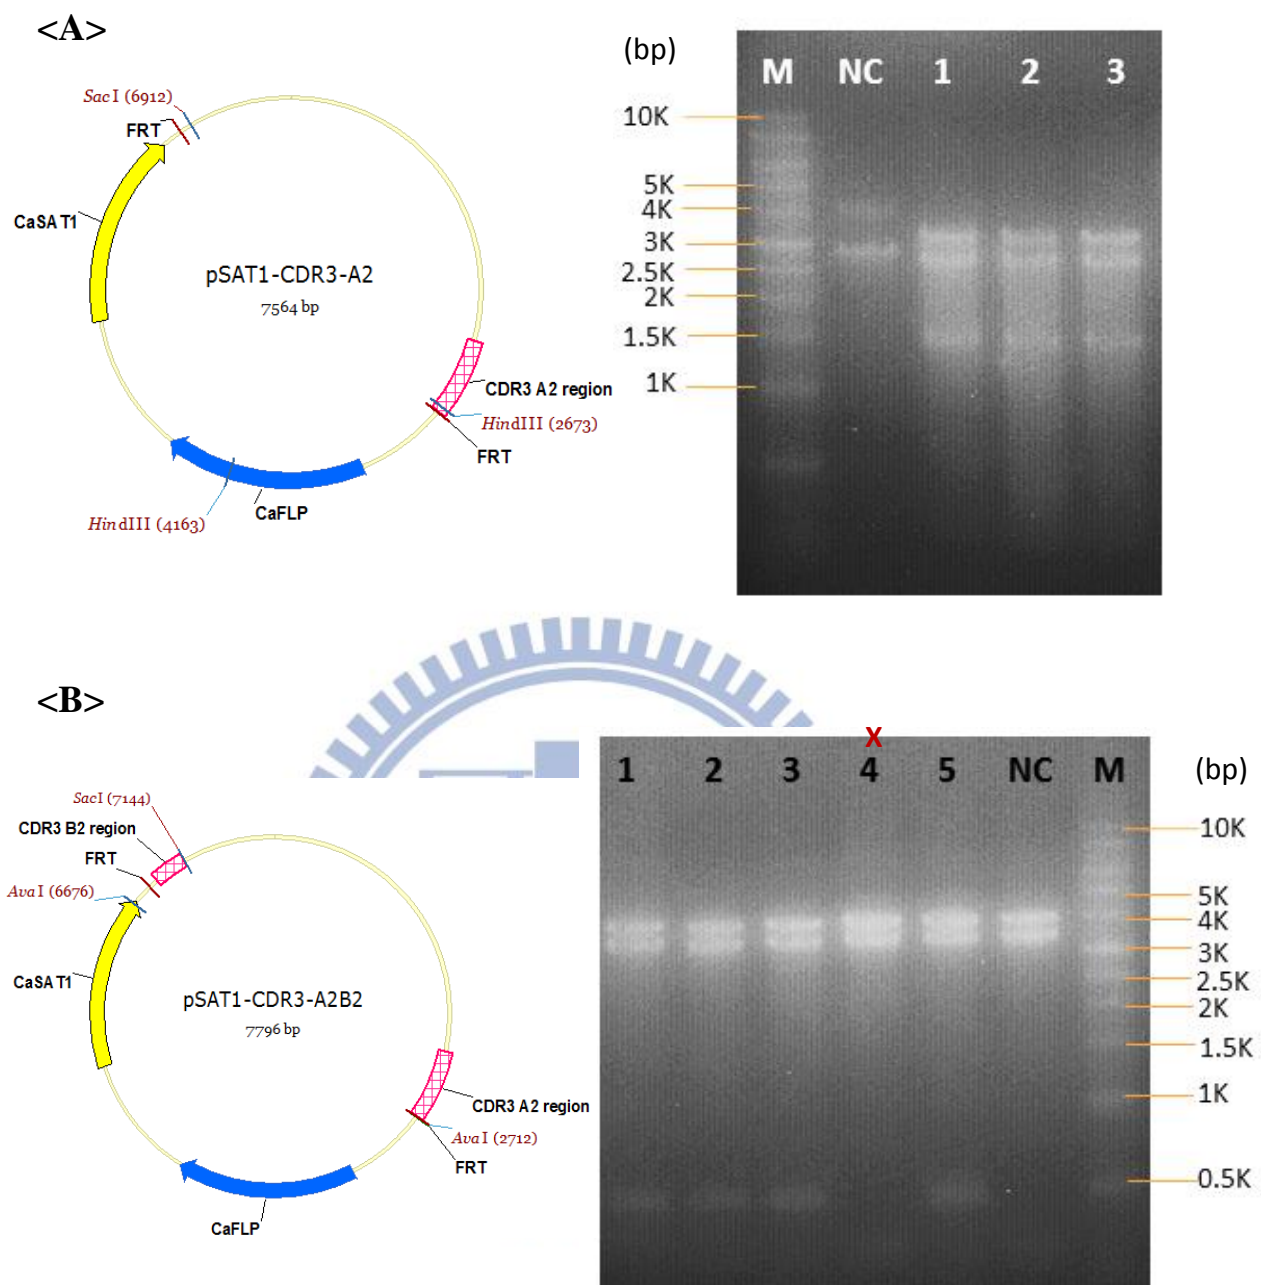 <A>
(bp)
M NC 1 2 3
10K
5K
4K
3K
2.5K
2K
1.5K
1K
SacI (6912)
FRT
CaSAT1
pSAT1-CDR3-A2
7564 bp
CDR3 A2 region
HindIII (2673)
FRT
CaFLP
HindIII (4163)
<B>
X
1 2 3 4 5 NC M
(bp)
10K
5K
4K
3K
2.5K
2K
1.5K
1K
0.5K
SacI (7144)
CDR3 B2 region
FRT
AvaI (6676)
CaSAT1
pSAT1-CDR3-A2B2
7796 bp
CDR3 A2 region
AvaI (2712)
FRT
CaFLP